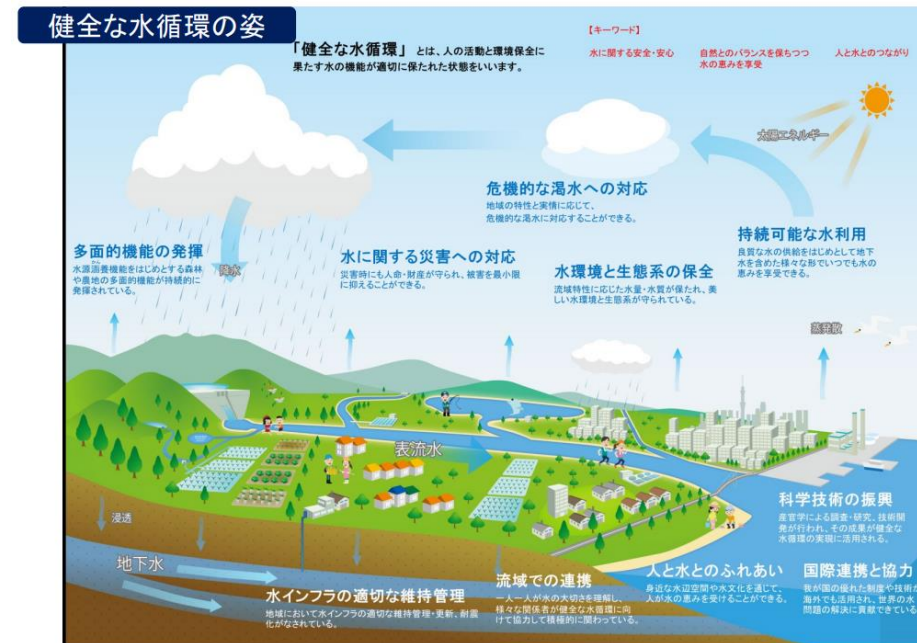 健全な水循環の姿
「健全な水循環」 とは、人の活動と環境保全に
果たす水の機能が適切に保たれた状態をいいます。
【キーワード】
水に関する安全・安心
自然とのバランスを保ちつつ
水の恵みを享受
人と水とのつながり
太陽エネルギー
危機的な渇水への対応
地域の特性と実情に応じて、
危機的な渇水に対応することができる。
持続可能な水利用
良質な水の供給をはじめとして地下
水を含めた様々な形でいつでも水の
恵みを享受できる。
多面的機能の発揮
水源涵養機能をはじめとする森林
や農地の多面的機能が持続的に
発揮されている。
降水
水に関する災害への対応
災害時にも人命・財産が守られ、被害を最小限
に抑えることができる。
水環境と生態系の保全
流域特性に応じた水量・水質が保たれ、美
しい水環境と生態系が守られている。
蒸発散
表流水
浸透
地下水
科学技術の振興
産官学による調査・研究、技術開
発が行われ、その成果が健全な
水循環の実現に活用される。
水インフラの適切な維持管理
地域において水インフラの適切な維持管理・更新、耐震
化がなされている。
流域での連携
一人一人が水の大切さを理解し、
様々な関係者が健全な水循環に向
けて協力して積極的に関わっている。
人と水とのふれあい
身近な水辺空間や水文化を通じて、
人が水の恵みを受けることができる。
国際連携と協力
我が国の優れた制度や技術が
海外でも活用され、世界の水
問題の解決に貢献できている